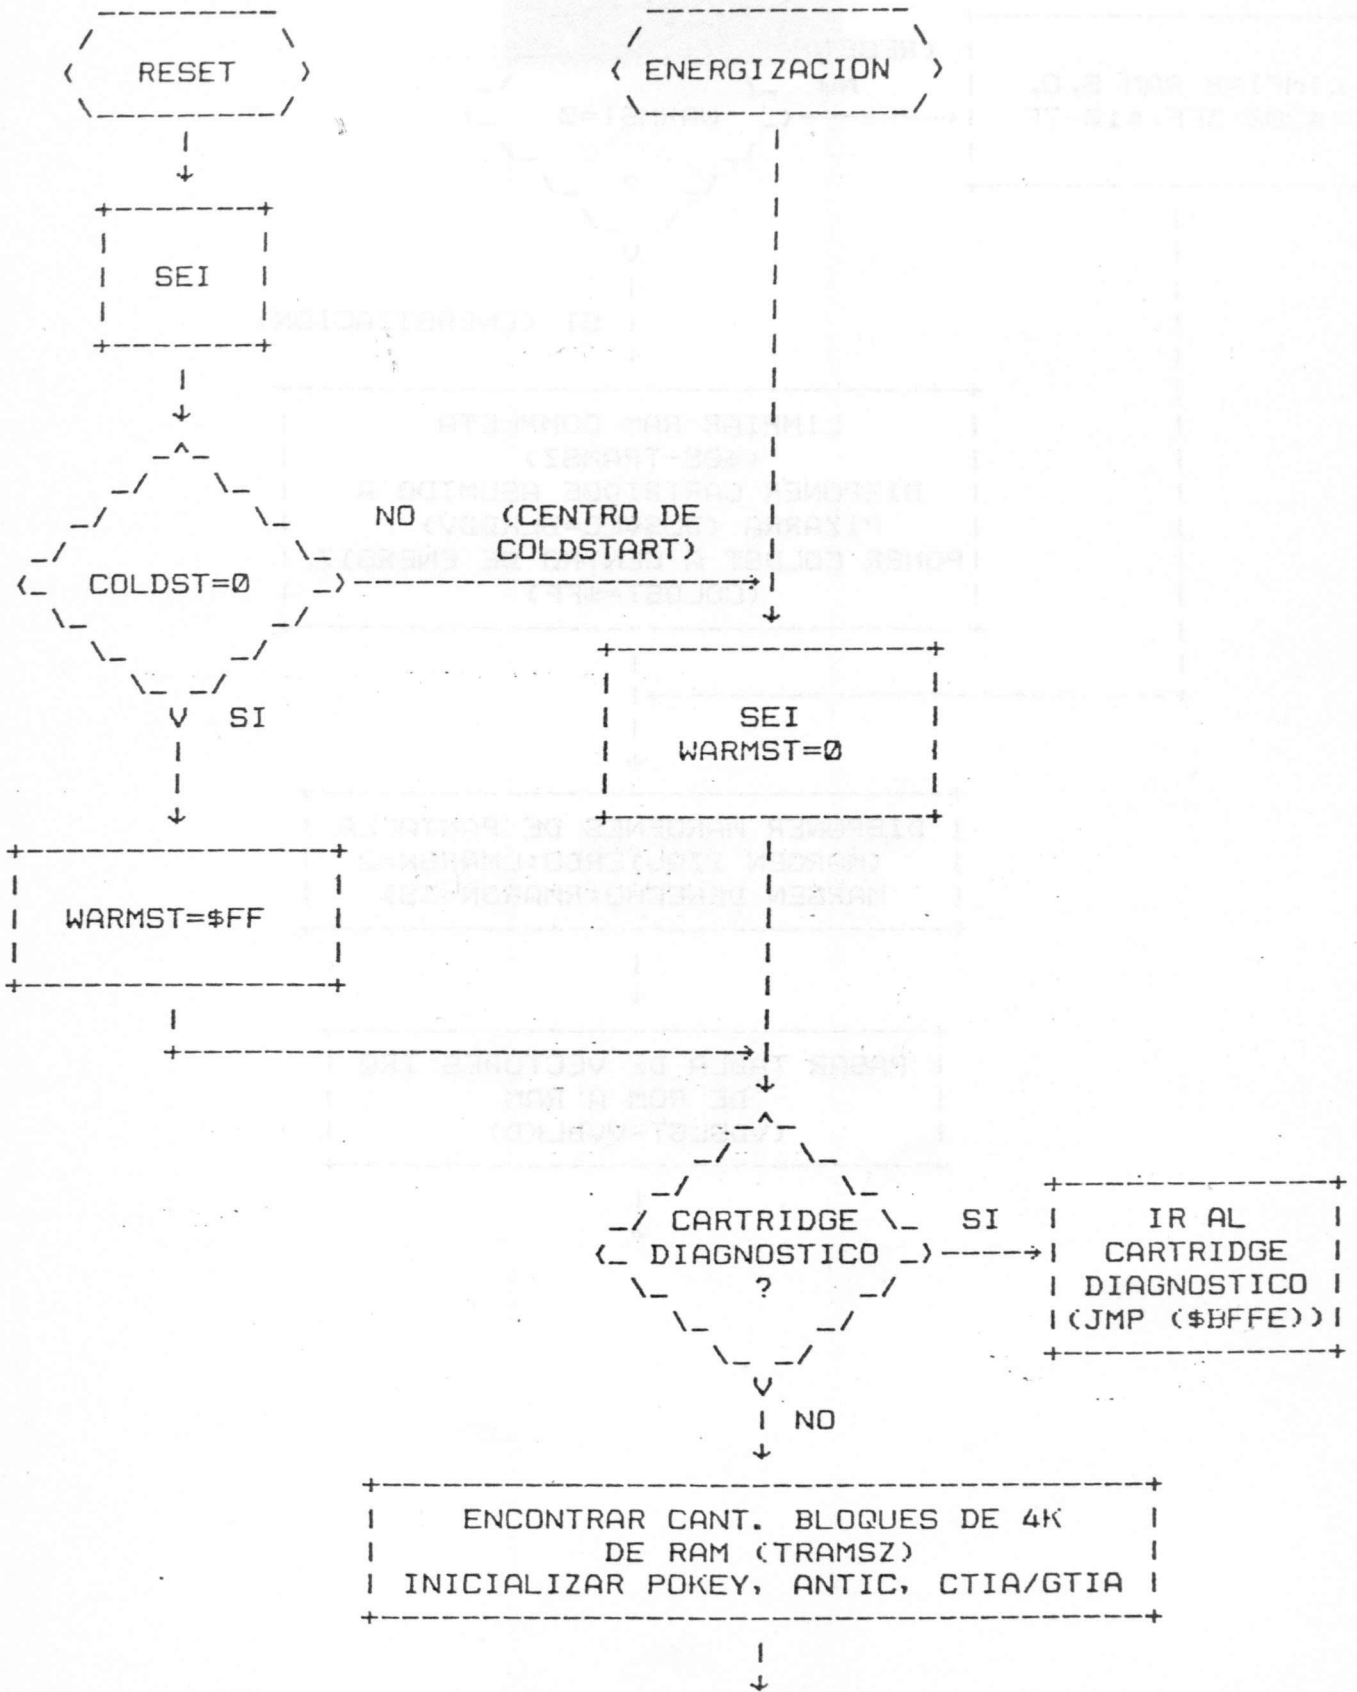 RESET
ENERGIZACION
SEI
COLDST=0
NO (CENTRO DE
COLDSTART)
SI
SEI
WARMST=0
WARMST=$FF
CARTRIDGE
DIAGNOSTICO
?
SI
IR AL
CARTRIDGE
DIAGNOSTICO
(JMP ($BFFE))
NO
ENCONTRAR CANT. BLOQUES DE 4K
DE RAM (TRAMSZ)
INICIALIZAR POKEY, ANTIC, CTIA/GTIA